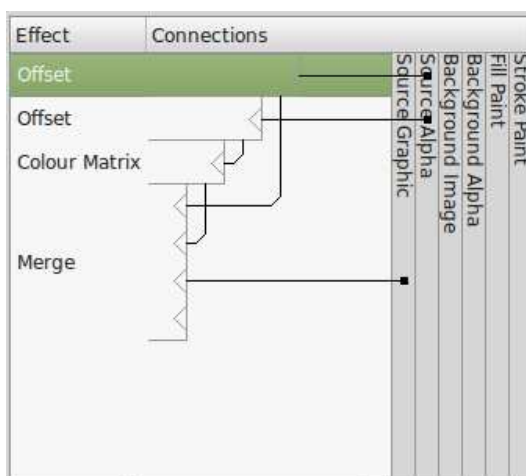 Effect Connections
Offset
Offset
Colour Matrix
Merge
Source Graphic
Source Alpha
Background Image
Background Alpha
Fill Paint
Stroke Paint